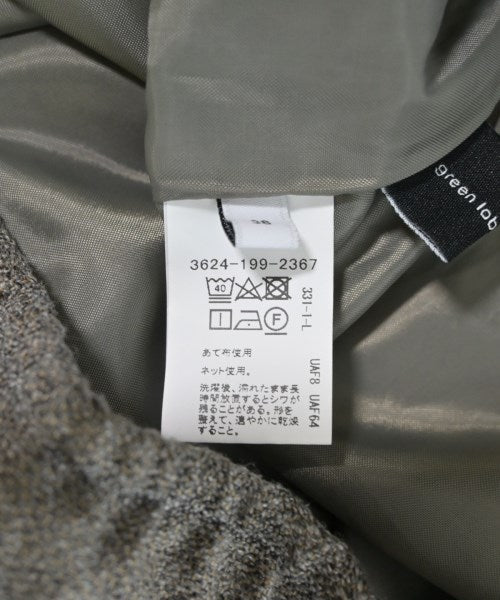 green lab
36
3624-199-2367
40
F
331-1-L
UAF8 UAF64
あて布使用
ネット使用。
洗濯後、濡れたまま長
時間放置するとシワが
残ることがある。形を
整えて、速やかに乾燥
すること。